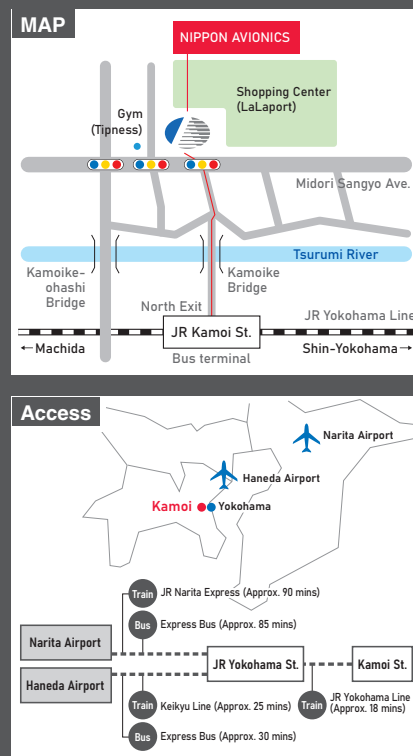 MAP
NIPPON AVIONICS
Shopping Center
(LaLaport)
Gym
(Tipness)
Midori Sangyo Ave.
Tsurumi River
Kamoike-
ohashi
Bridge
Kamoike
Bridge
North Exit
JR Yokohama Line
JR Kamoi St.
←Machida
Bus terminal
Shin-Yokohama→
Access
Narita Airport
Haneda Airport
Kamoi
Yokohama
Train JR Narita Express (Approx. 90 mins)
Bus Express Bus (Approx. 85 mins)
Narita Airport
JR Yokohama St.
Kamoi St.
Haneda Airport
Train Keikyu Line (Approx. 25 mins)
Train JR Yokohama Line
(Approx. 18 mins)
Bus Express Bus (Approx. 30 mins)